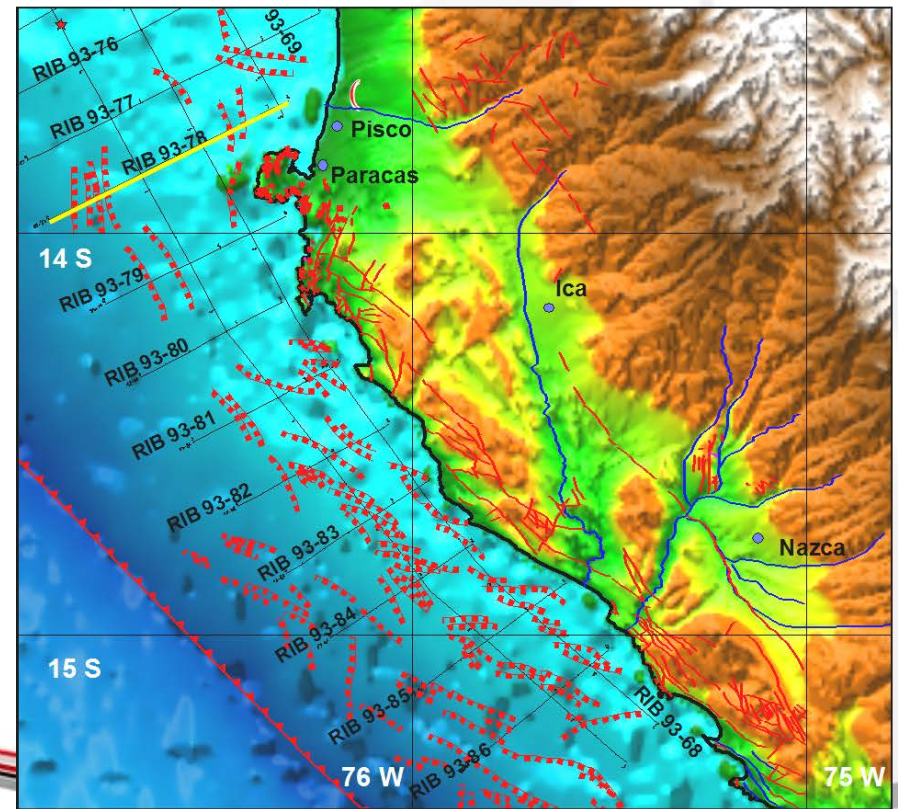 RIB 93-76
93-69
RIB 93-77
RIB 93-78
Pisco
Paracas
14 S
RIB 93-79
Ica
RIB 93-80
RIB 93-81
RIB 93-82
RIB 93-83
Nazca
RIB 93-84
15 S
RIB 93-85
RIB 93-68
RIB 93-86
76 W
75 W